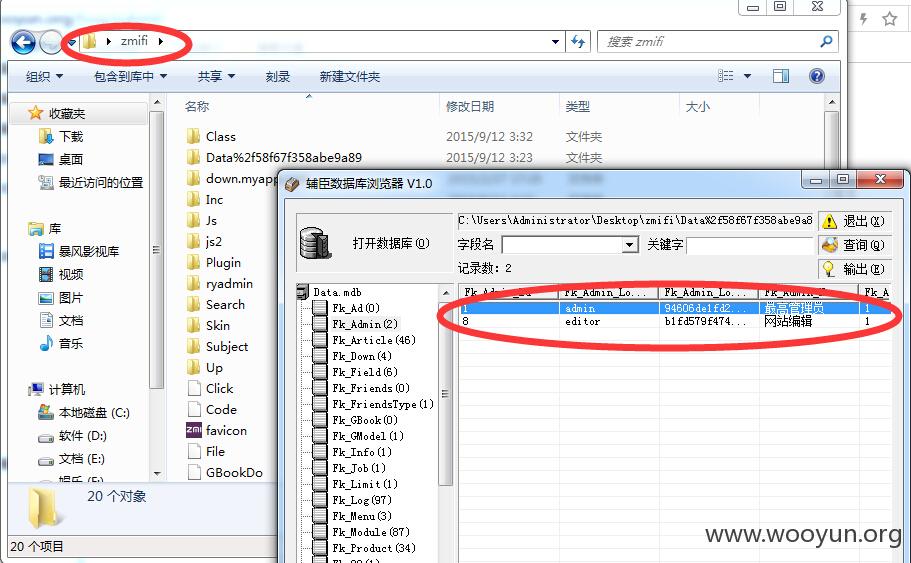 zmifi
搜索 zmifi
组织
包含到库中
共享
刻录
新建文件夹
收藏夹
下载
桌面
最近访问的位置
库
暴风影视库
视频
图片
文档
音乐
计算机
本地磁盘 (C:)
软件 (D:)
文档 (E:)
娱乐 (F:)
名称 修改日期 类型 大小
Class 2015/9/12 3:32 文件夹
Data%2f58f67f358abe9a89 2015/9/12 3:23 文件夹
down.myapp
Inc
Js
js2
Plugin
ryadmin
Search
Skin
Subject
Up
Click
Code
favicon
File
GBookDo
20 个对象
20 个项目
辅臣数据库浏览器 V1.0
打开数据库(O)
C:\Users\Administrator\Desktop\zmifi\Data%2f58f67f358abe9a8
退出(X)
字段名 关键字
查询(Q)
记录数: 2
输出(E)
Data.mdb
Fk_Ad(0)
Fk_Admin(2)
Fk_Article(46)
Fk_Down(4)
Fk_Field(6)
Fk_Friends(0)
Fk_FriendsType(1)
Fk_GBook(0)
Fk_GModel(1)
Fk_Info(1)
Fk_Job(1)
Fk_Limit(1)
Fk_Log(97)
Fk_Menu(3)
Fk_Module(87)
Fk_Product(34)
Fk_Admin_Lo... Fk_Admin_Lo... Fk_A
1 admin 94606de1fd2... 最高管理员 1
8 editor b1fd579f474... 网站编辑 1
www.wooyun.org